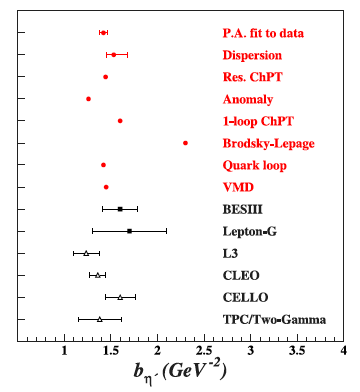 P.A. fit to data
Dispersion
Res. ChPT
Anomaly
1-loop ChPT
Brodsky-Lepage
Quark loop
VMD
BESIII
Lepton-G
L3
CLEO
CELLO
TPC/Two-Gamma
1 1.5 2 2.5 3 3.5 4
b_η′ (GeV⁻²)